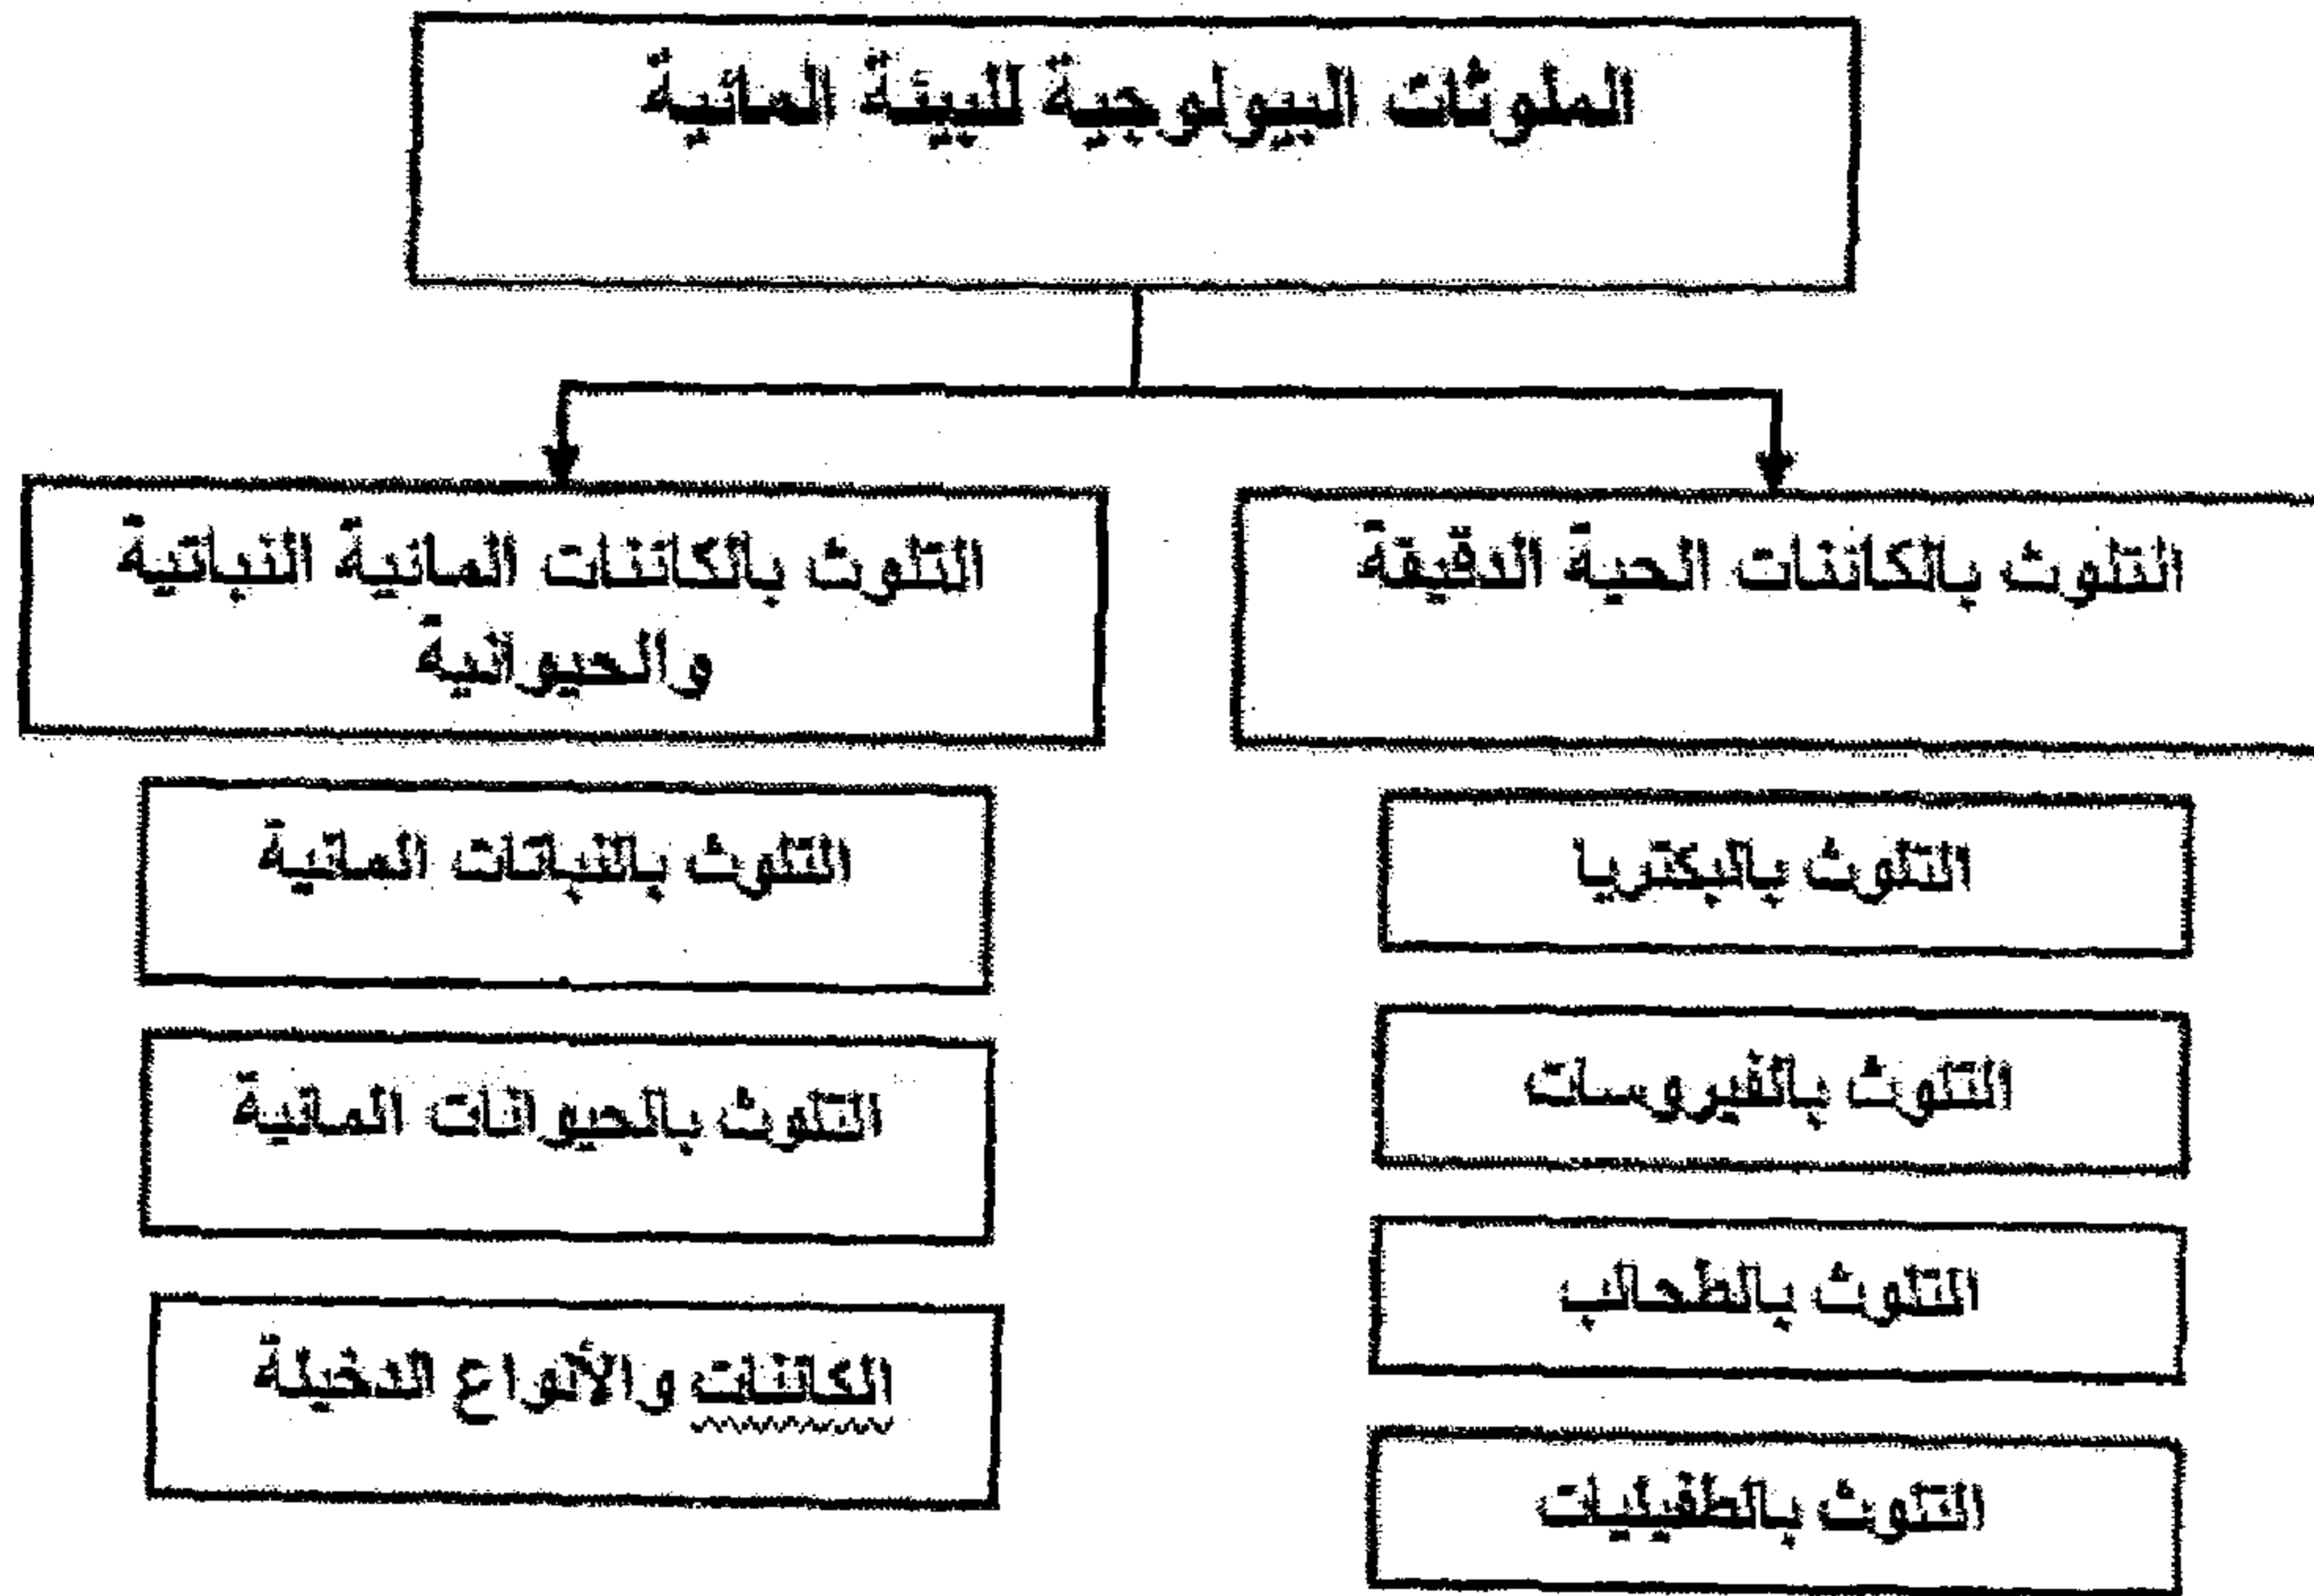 الملوثات البيولوجية للبيئة المائية
التلوث بالكائنات الحية الدقيقة
التلوث بالبكتريا
التلوث بالفيروسات
التلوث بالطحالب
التلوث بالطفيليات
التلوث بالكائنات المائية النباتية
والحيوانية
التلوث بالنباتات المائية
التلوث بالحيوانات المائية
الكائنات والأنواع الدخيلة